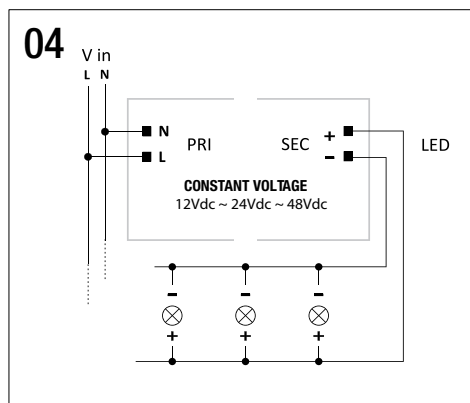 04
V in
L N
N
L
PRI
SEC
+
-
LED
CONSTANT VOLTAGE
12Vdc ~ 24Vdc ~ 48Vdc
- - -
+ + +